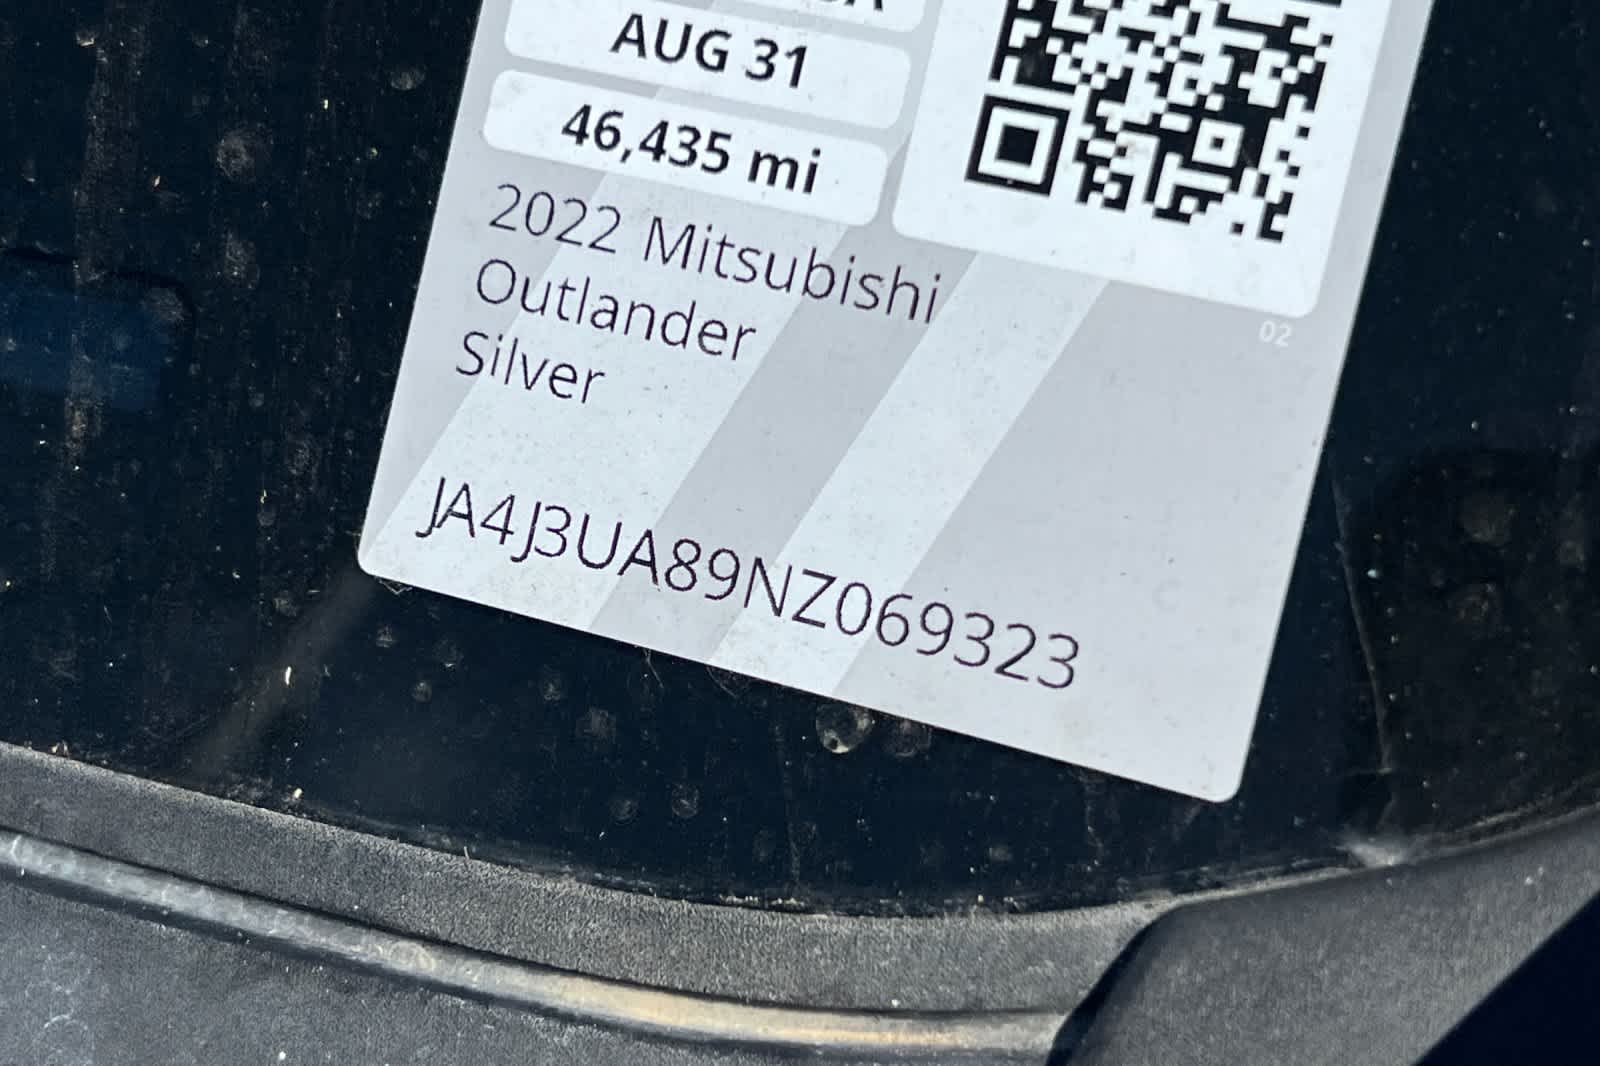 AUG 31
46,435 mi
2022 Mitsubishi
Outlander
Silver
02
JA4J3UA89NZ069323